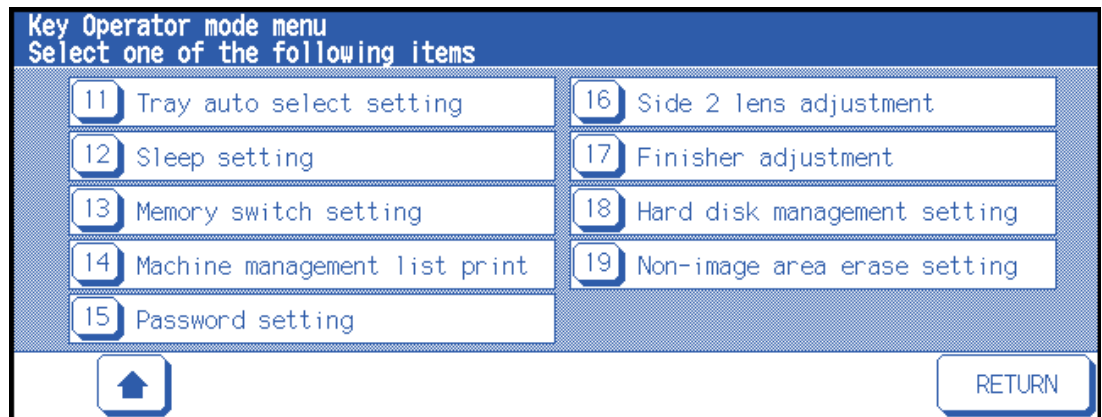 Key Operator mode menu
Select one of the following items
11 Tray auto select setting
12 Sleep setting
13 Memory switch setting
14 Machine management list print
15 Password setting
16 Side 2 lens adjustment
17 Finisher adjustment
18 Hard disk management setting
19 Non-image area erase setting
RETURN